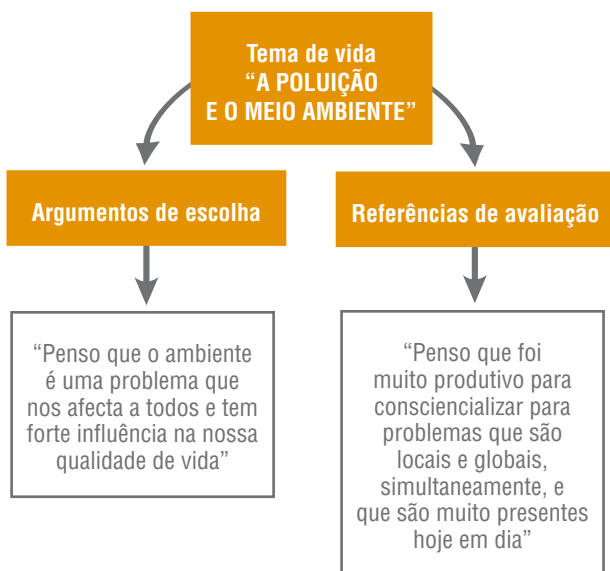 Tema de vida
“A POLUIÇÃO
E O MEIO AMBIENTE”
Argumentos de escolha
Referências de avaliação
“Penso que o ambiente
é uma problema que
nos afecta a todos e tem
forte influência na nossa
qualidade de vida”
“Penso que foi
muito produtivo para
consciencializar para
problemas que são
locais e globais,
simultaneamente, e
que são muito presentes
hoje em dia”